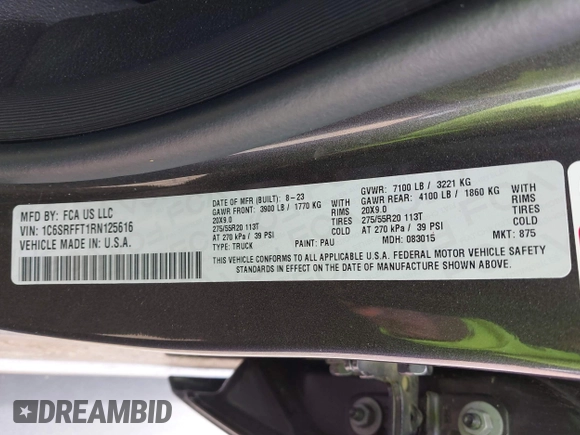 MFD BY: FCA US LLC
VIN: 1C6SRFFT1RN125616
VEHICLE MADE IN: U.S.A.
DATE OF MFR (BUILT): 8-23
GAWR FRONT: 3900 LB / 1770 KG
20X9.0 WITH
275/55R20 113T RIMS
TIRES
AT 270 kPa / 39 PSI COLD
TYPE: TRUCK PAINT: PAU
GVWR: 7100 LB / 3221 KG
GAWR REAR: 4100 LB / 1860 KG
20X9.0 WITH
275/55R20 113T RIMS
TIRES
AT 270 kPa / 39 PSI COLD
MDH: 083015 MKT: 875
THIS VEHICLE CONFORMS TO ALL APPLICABLE U.S.A. FEDERAL MOTOR VEHICLE SAFETY
STANDARDS IN EFFECT ON THE DATE OF MANUFACTURE SHOWN ABOVE.
DREAMBID